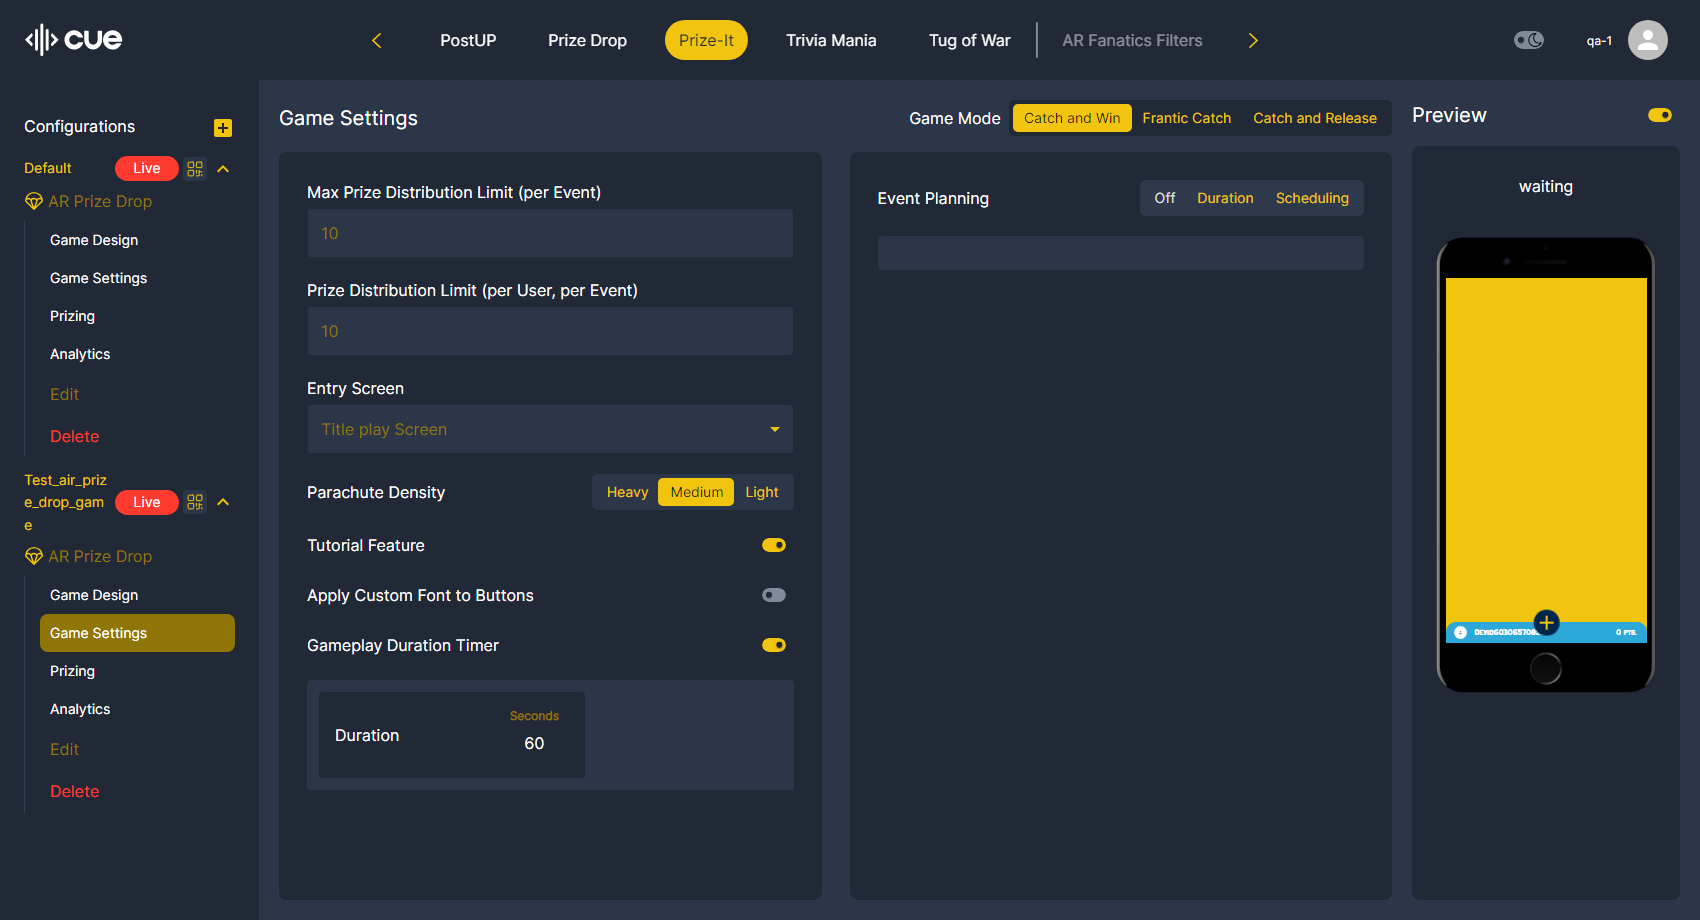 cue
PostUP
Prize Drop
Prize-It
Trivia Mania
Tug of War
AR Fanatics Filters
qa-1
Configurations
Default
Live
AR Prize Drop
Game Design
Game Settings
Prizing
Analytics
Edit
Delete
Test_air_priz
e_drop_gam
e
Live
AR Prize Drop
Game Design
Game Settings
Prizing
Analytics
Edit
Delete
Game Settings
Game Mode
Catch and Win
Frantic Catch
Catch and Release
Max Prize Distribution Limit (per Event)
10
Prize Distribution Limit (per User, per Event)
10
Entry Screen
Title play Screen
Parachute Density
Heavy
Medium
Light
Tutorial Feature
Apply Custom Font to Buttons
Gameplay Duration Timer
Duration
Seconds
60
Event Planning
Off
Duration
Scheduling
Preview
waiting
0 PTS.